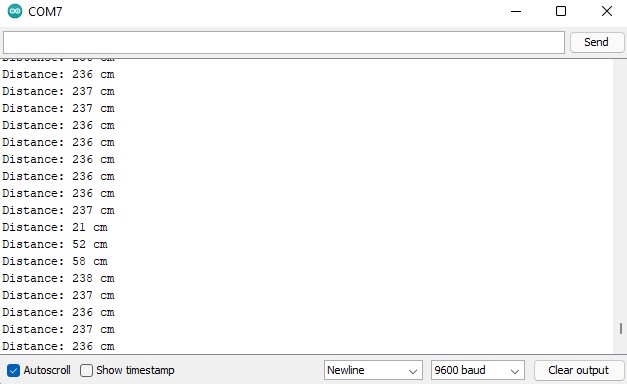 COM7
Send
Distance: 236 cm
Distance: 237 cm
Distance: 237 cm
Distance: 236 cm
Distance: 236 cm
Distance: 236 cm
Distance: 236 cm
Distance: 236 cm
Distance: 237 cm
Distance: 21 cm
Distance: 52 cm
Distance: 58 cm
Distance: 238 cm
Distance: 237 cm
Distance: 236 cm
Distance: 237 cm
Distance: 236 cm
Autoscroll Show timestamp Newline 9600 baud Clear output